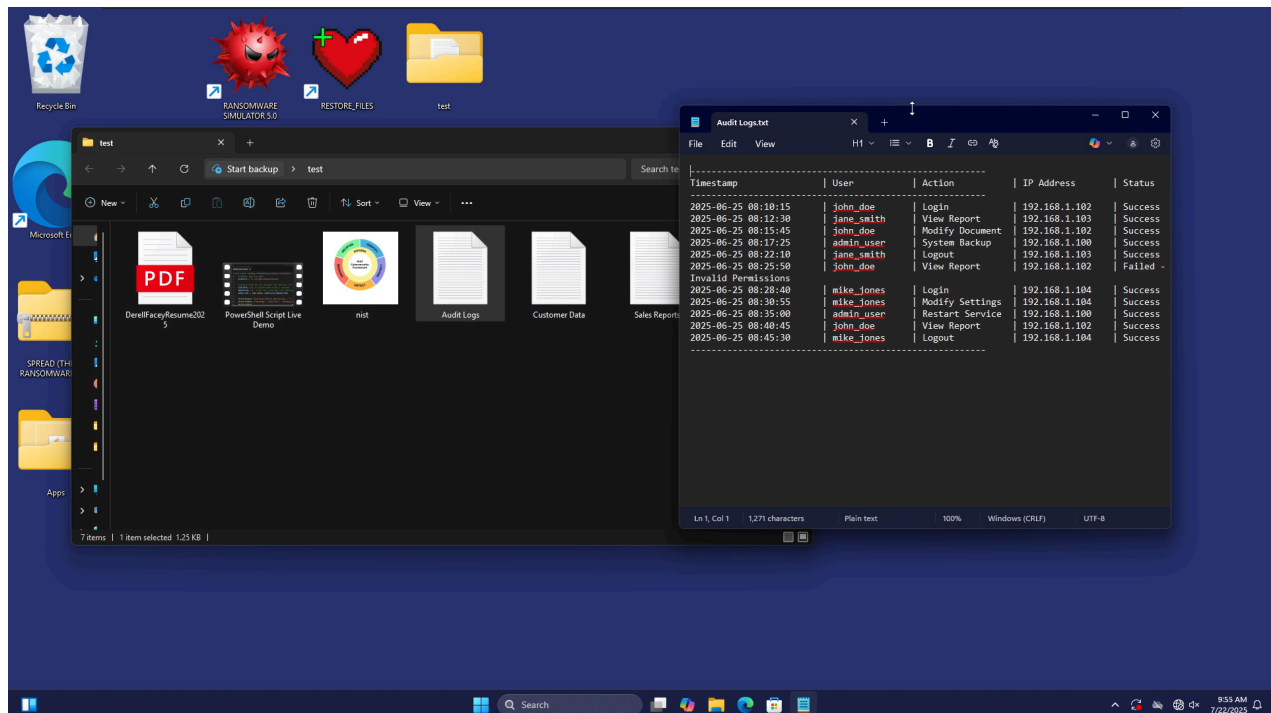 Recycle Bin
RANSOMWARE
SIMULATOR 5.0
RESTORE_FILES
test
Microsoft E
SPREAD (TH
RANSOMWAR
Apps
test
Start backup > test
Search te
New
Sort
View
PDF
DerellFaceyResume202
5
PowerShell Script Live
Demo
nist
Audit Logs
Customer Data
Sales Reports
7 items | 1 item selected 1.25 KB |
Audit Logs.txt
File Edit View H1 B I
--------------------------------------------------
Timestamp | User | Action | IP Address | Status
--------------------------------------------------
2025-06-25 08:10:15 | john_doe | Login | 192.168.1.102 | Success
2025-06-25 08:12:30 | jane_smith | View Report | 192.168.1.103 | Success
2025-06-25 08:15:45 | john_doe | Modify Document | 192.168.1.102 | Success
2025-06-25 08:17:25 | admin_user | System Backup | 192.168.1.100 | Success
2025-06-25 08:22:10 | jane_smith | Logout | 192.168.1.103 | Success
2025-06-25 08:25:50 | john_doe | View Report | 192.168.1.102 | Failed -
Invalid Permissions
2025-06-25 08:28:40 | mike_jones | Login | 192.168.1.104 | Success
2025-06-25 08:30:55 | mike_jones | Modify Settings | 192.168.1.104 | Success
2025-06-25 08:35:00 | admin_user | Restart Service | 192.168.1.100 | Success
2025-06-25 08:40:45 | john_doe | View Report | 192.168.1.102 | Success
2025-06-25 08:45:30 | mike_jones | Logout | 192.168.1.104 | Success
--------------------------------------------------
Ln 1, Col 1 1,271 characters Plain text 100% Windows (CRLF) UTF-8
Search
9:55 AM
7/22/2025